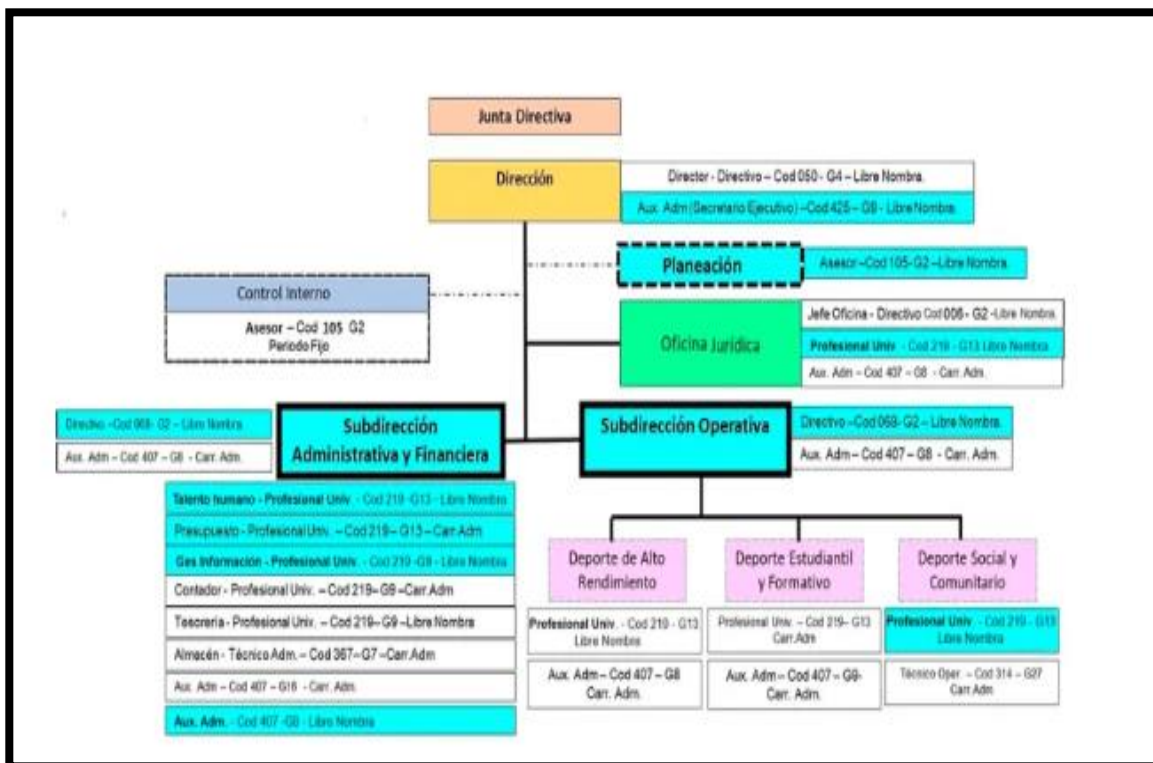 Junta Directiva
Dirección
Director - Directivo – Cod 050 - G4 – Libre Nombra.
Aux. Adm (Secretario Ejecutivo) – Cod 425 – G9 - Libre Nombra.
Planeación
Asesor – Cod 105 - G2 – Libre Nombra.
Control Interno
Asesor – Cod 105 G2
Periodo Fijo
Oficina Jurídica
Jefe Oficina - Directivo Cod 006 - G2 - Libre Nombra.
Profesional Univ. - Cod 219 - G13 Libre Nombra.
Aux. Adm – Cod 407 – G8 - Carr. Adm.
Directivo – Cod 068 - G2 – Libre Nombra
Aux. Adm – Cod 407 – G8 - Carr. Adm.
Subdirección
Administrativa y Financiera
Subdirección Operativa
Directivo – Cod 068 - G2 – Libre Nombra.
Aux. Adm – Cod 407 – G8 - Carr. Adm.
Talento humano - Profesional Univ. - Cod 219 - G13 - Libre Nombra
Presupuesto - Profesional Univ. – Cod 219 – G13 – Carr. Adm
Ges Información - Profesional Univ. - Cod 219 - G9 - Libre Nombra
Contador - Profesional Univ. – Cod 219 – G9 – Carr. Adm
Tesorería - Profesional Univ. – Cod 219 – G9 – Libre Nombra
Almacén - Técnico Adm. – Cod 367 – G7 – Carr. Adm
Aux. Adm – Cod 407 – G16 - Carr. Adm.
Aux. Adm. - Cod 407 - G8 - Libre Nombra
Deporte de Alto
Rendimiento
Profesional Univ. - Cod 219 - G13
Libre Nombra
Aux. Adm – Cod 407 – G8
Carr. Adm.
Deporte Estudiantil
y Formativo
Profesional Univ. – Cod 219 – G13
Carr. Adm
Aux. Adm – Cod 407 – G9-
Carr. Adm.
Deporte Social y
Comunitario
Profesional Univ. - Cod 219 - G13
Libre Nombra
Técnico Oper. – Cod 314 – G27
Carr. Adm